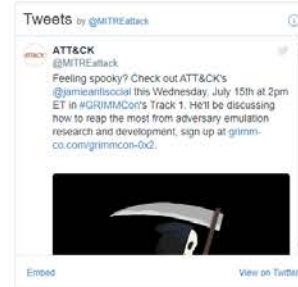 Tweets by @MITREattack
ATT&CK
@MITREattack
Feeling spooky? Check out ATT&CK's
@jamieantisocial this Wednesday, July 15th at 2pm
ET in #GRIMMCon's Track 1. He'll be discussing
how to reap the most from adversary emulation
research and development, sign up at grimm-
co.com/grimmcon-0x2.
Embed
View on Twitter